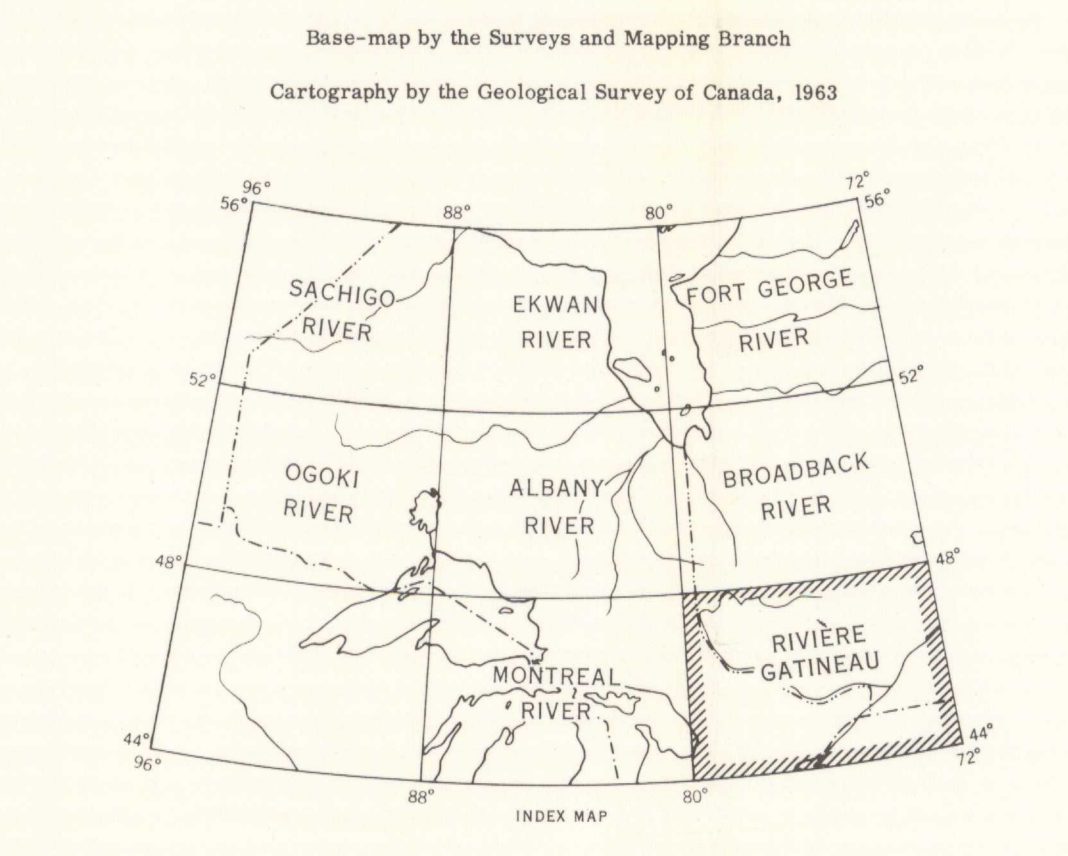 Base-map by the Surveys and Mapping Branch
Cartography by the Geological Survey of Canada, 1963
96°
72°
56°
88°
80°
56°
SACHIGO
RIVER
EKWAN
RIVER
FORT GEORGE
RIVER
52°
52°
OGOKI
RIVER
ALBANY
RIVER
BROADBACK
RIVER
48°
48°
RIVIÈRE
GATINEAU
MONTREAL
RIVER
44°
44°
96°
72°
88°
80°
INDEX MAP